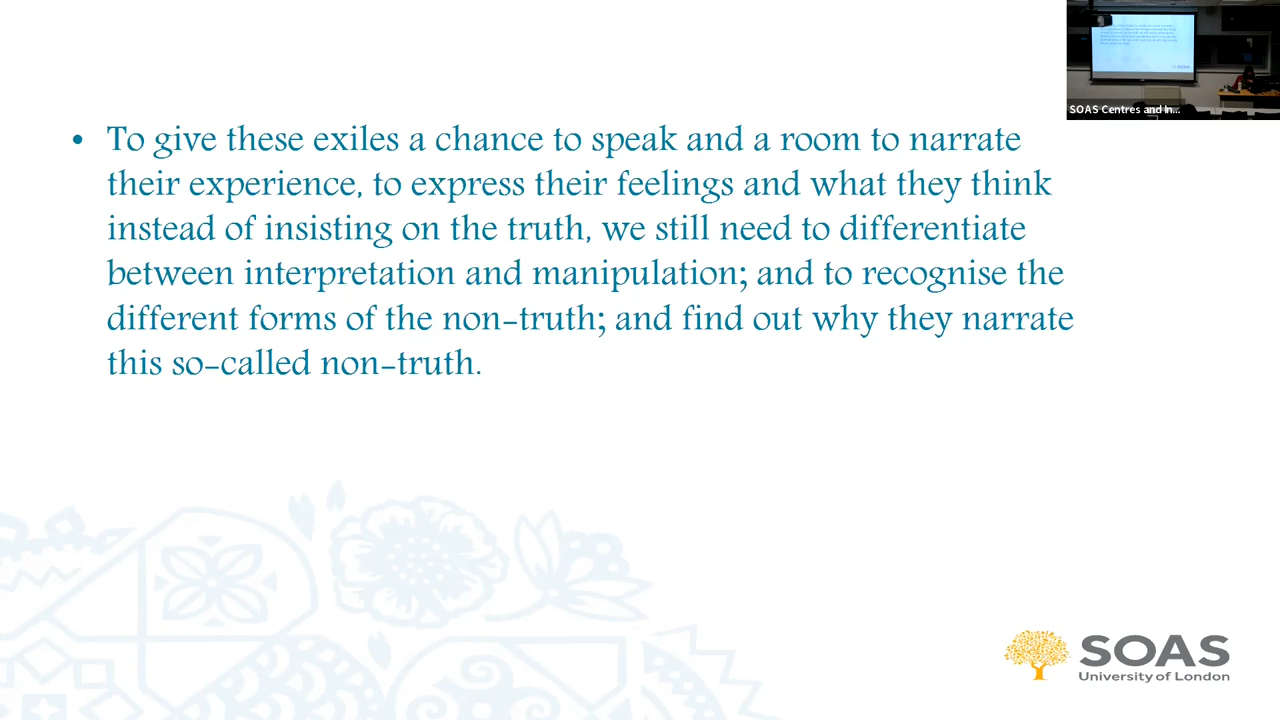 SOAS Centres and In...
• To give these exiles a chance to speak and a room to narrate
their experience, to express their feelings and what they think
instead of insisting on the truth, we still need to differentiate
between interpretation and manipulation; and to recognise the
different forms of the non-truth; and find out why they narrate
this so-called non-truth.
SOAS
University of London